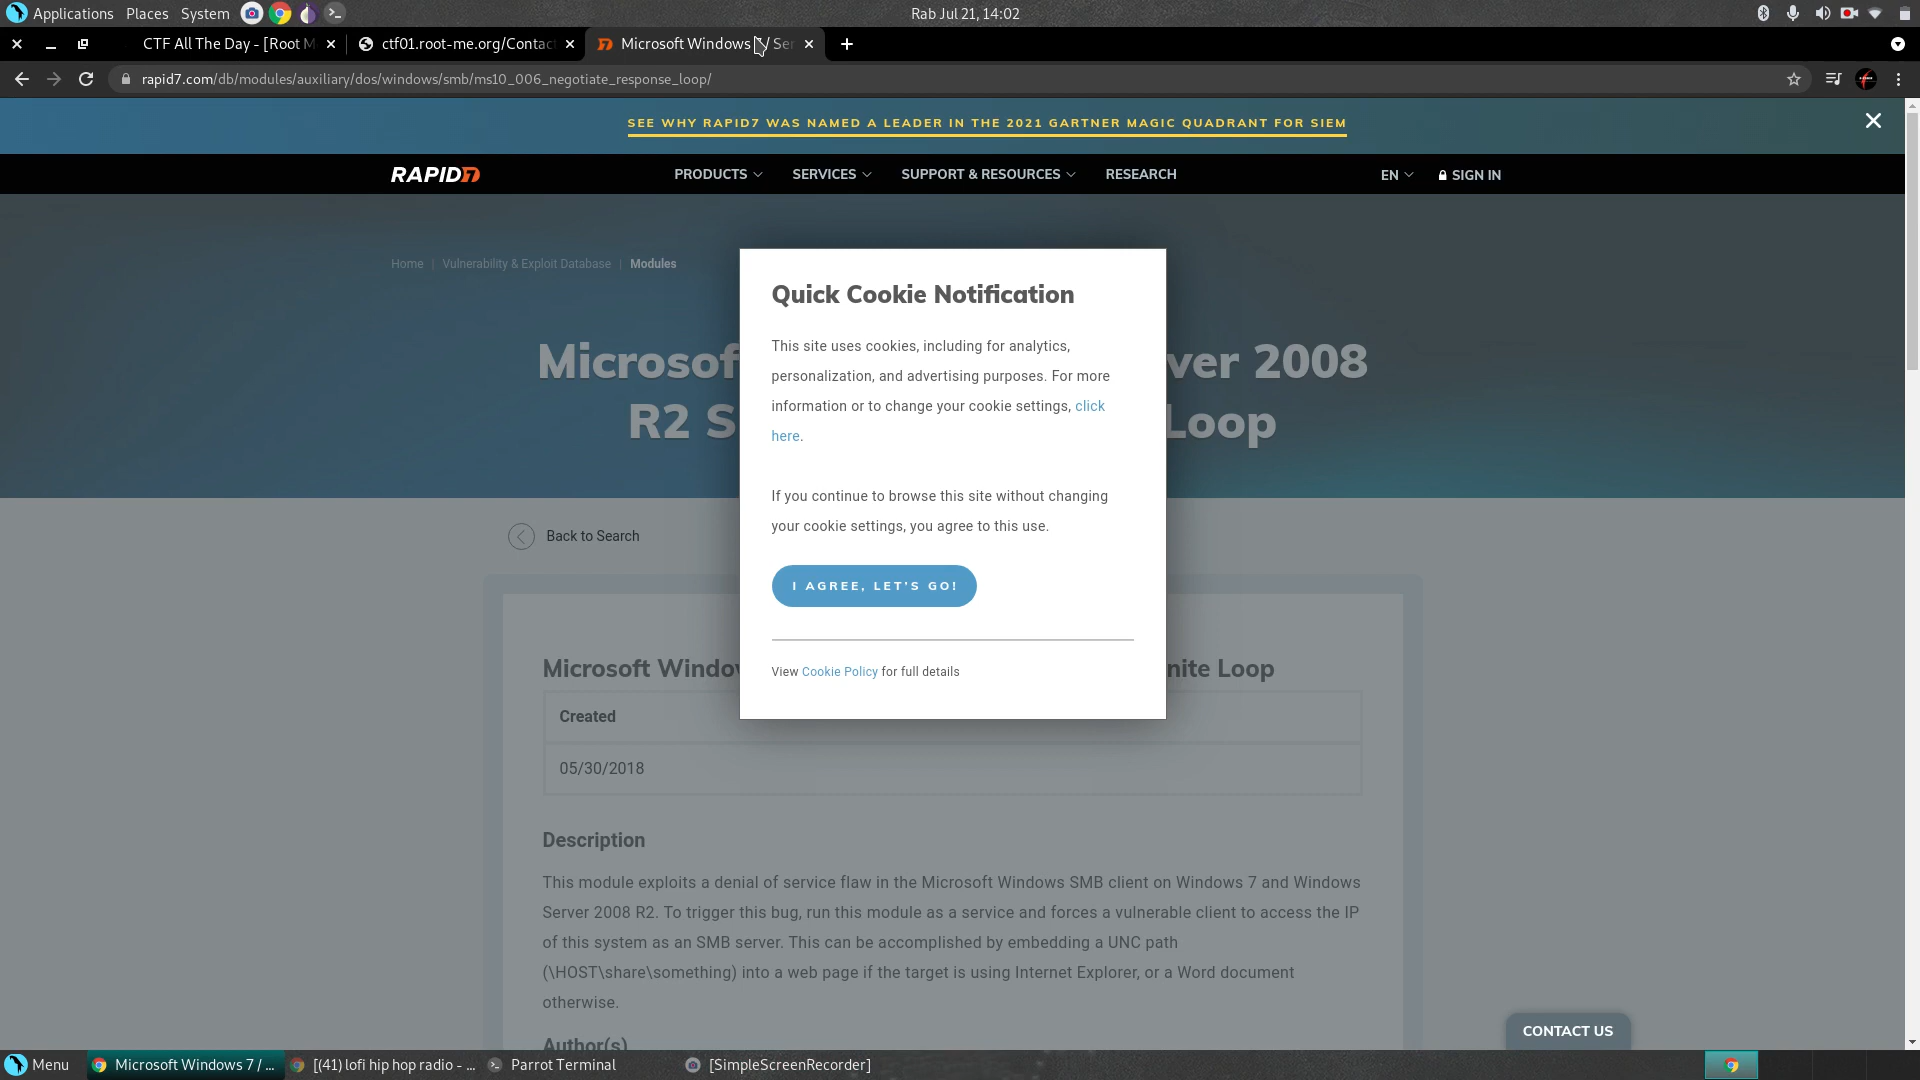 Applications Places System
Rab Jul 21, 14:02
CTF All The Day - [Root M
ctf01.root-me.org/Contac
Microsoft Windows 7 / Ser
rapid7.com/db/modules/auxiliary/dos/windows/smb/ms10_006_negotiate_response_loop/
SEE WHY RAPID7 WAS NAMED A LEADER IN THE 2021 GARTNER MAGIC QUADRANT FOR SIEM
RAPID7 PRODUCTS SERVICES SUPPORT & RESOURCES RESEARCH EN SIGN IN
Home | Vulnerability & Exploit Database | Modules
Microsof
ver 2008
R2 S
Loop
Quick Cookie Notification
This site uses cookies, including for analytics,
personalization, and advertising purposes. For more
information or to change your cookie settings, click
here.
If you continue to browse this site without changing
your cookie settings, you agree to this use.
I AGREE, LET'S GO!
View Cookie Policy for full details
Back to Search
Microsoft Window
nite Loop
Created
05/30/2018
Description
This module exploits a denial of service flaw in the Microsoft Windows SMB client on Windows 7 and Windows
Server 2008 R2. To trigger this bug, run this module as a service and forces a vulnerable client to access the IP
of this system as an SMB server. This can be accomplished by embedding a UNC path
(\HOST\share\something) into a web page if the target is using Internet Explorer, or a Word document
otherwise.
Author(s)
CONTACT US
Menu
Microsoft Windows 7 / ...
[(41) lofi hip hop radio - ...
Parrot Terminal
[SimpleScreenRecorder]